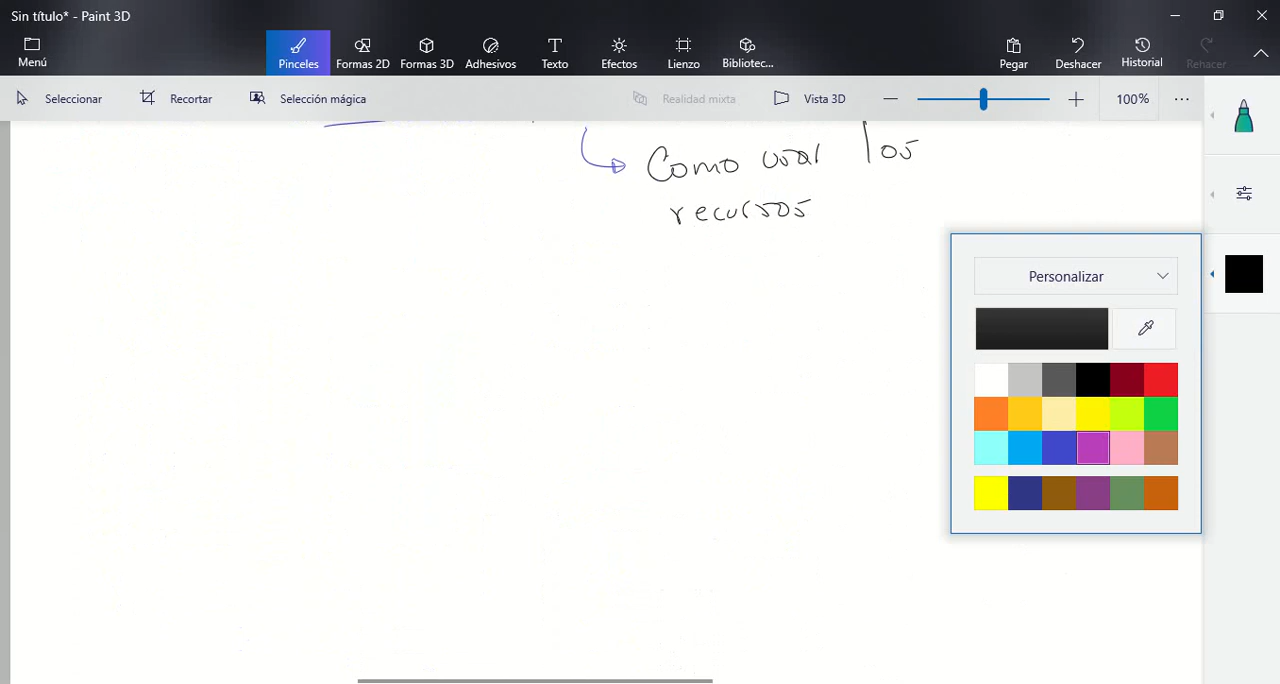 Sin título* - Paint 3D
Menú
Pinceles
Formas 2D
Formas 3D
Adhesivos
Texto
Efectos
Lienzo
Bibliotec...
Pegar
Deshacer
Historial
Rehacer
Seleccionar
Recortar
Selección mágica
Realidad mixta
Vista 3D
100%
Como usar los
recursos
Personalizar